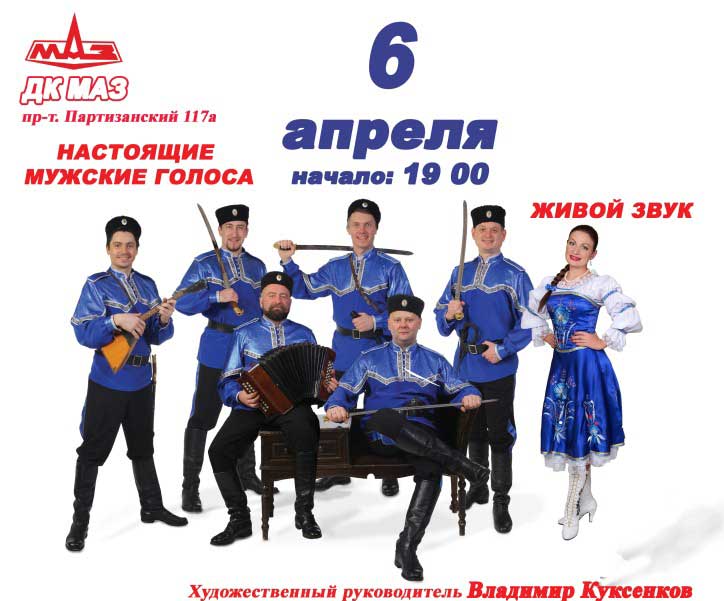 МАЗ
ДК МАЗ
пр-т. Партизанский 117а
НАСТОЯЩИЕ
МУЖСКИЕ ГОЛОСА
6
апреля
начало: 19 00
ЖИВОЙ ЗВУК
Художественный руководитель Владимир Куксенков